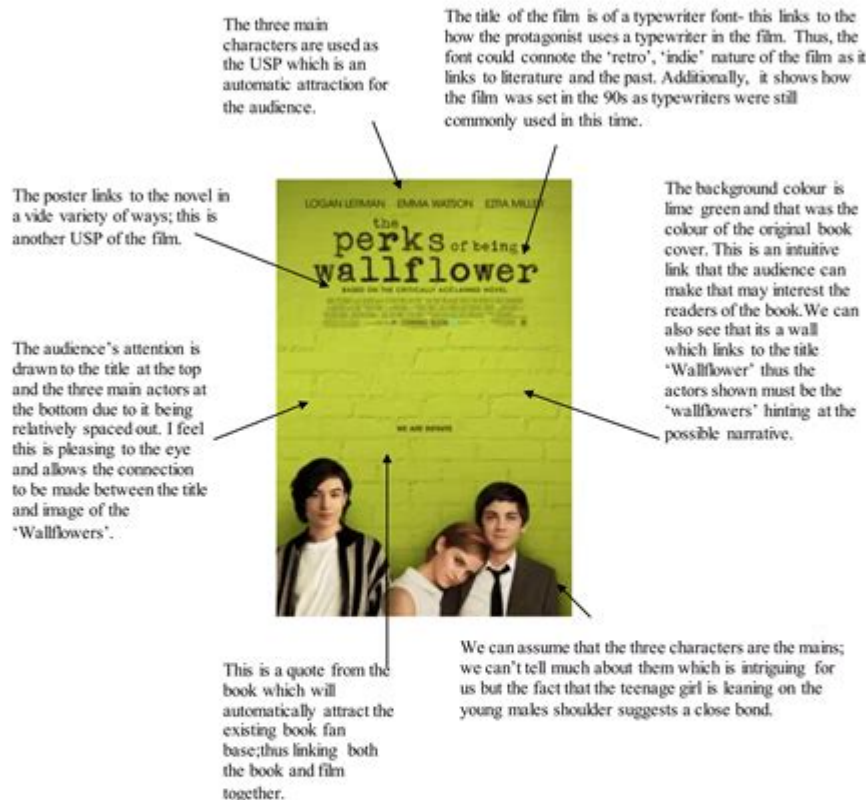 The three main
characters are used as
the USP which is an
automatic attraction for
the audience.
The title of the film is of a typewriter font- this links to the
how the protagonist uses a typewriter in the film. Thus, the
font could connote the 'retro', 'indie' nature of the film as it
links to literature and the past. Additionally, it shows how
the film was set in the 90s as typewriters were still
commonly used in this time.
The poster links to the novel in
a vide variety of ways; this is
another USP of the film.
The audience's attention is
drawn to the title at the top
and the three main actors at
the bottom due to it being
relatively spaced out. I feel
this is pleasing to the eye
and allows the connection
to be made between the title
and image of the
'Wallflowers'.
LOGAN LERMAN EMMA WATSON EZRA MILLER
the
perks of being
wallflower
BASED ON THE CRITICALLY ACCLAIMED NOVEL
COMING SOON
WE ARE INFINITE
The background colour is
lime green and that was the
colour of the original book
cover. This is an intuitive
link that the audience can
make that may interest the
readers of the book.We can
also see that its a wall
which links to the title
'Wallflower' thus the
actors shown must be the
'wallflowers' hinting at the
possible narrative.
This is a quote from the
book which will
automatically attract the
existing book fan
base;thus linking both
the book and film
together.
We can assume that the three characters are the mains;
we can't tell much about them which is intriguing for
us but the fact that the teenage girl is leaning on the
young males shoulder suggests a close bond.